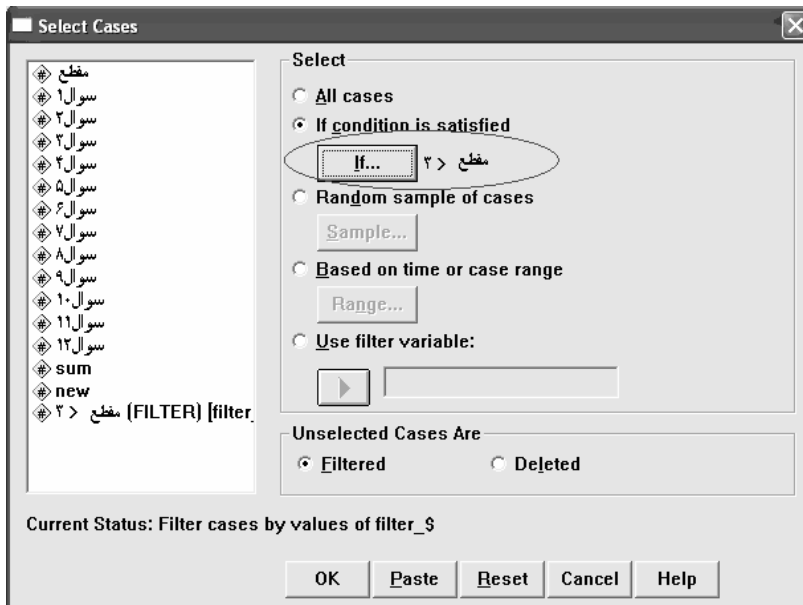 Select Cases
مقطع
سوال۱
سوال۲
سوال۳
سوال۴
سوال۵
سوال۶
سوال۷
سوال۸
سوال۹
سوال۱۰
سوال۱۱
سوال۱۲
sum
new
مقطع < ۳ (FILTER) [filter_
Select
All cases
If condition is satisfied
If... مقطع < ۳
Random sample of cases
Sample...
Based on time or case range
Range...
Use filter variable:
Unselected Cases Are
Filtered Deleted
Current Status: Filter cases by values of filter_$
OK Paste Reset Cancel Help